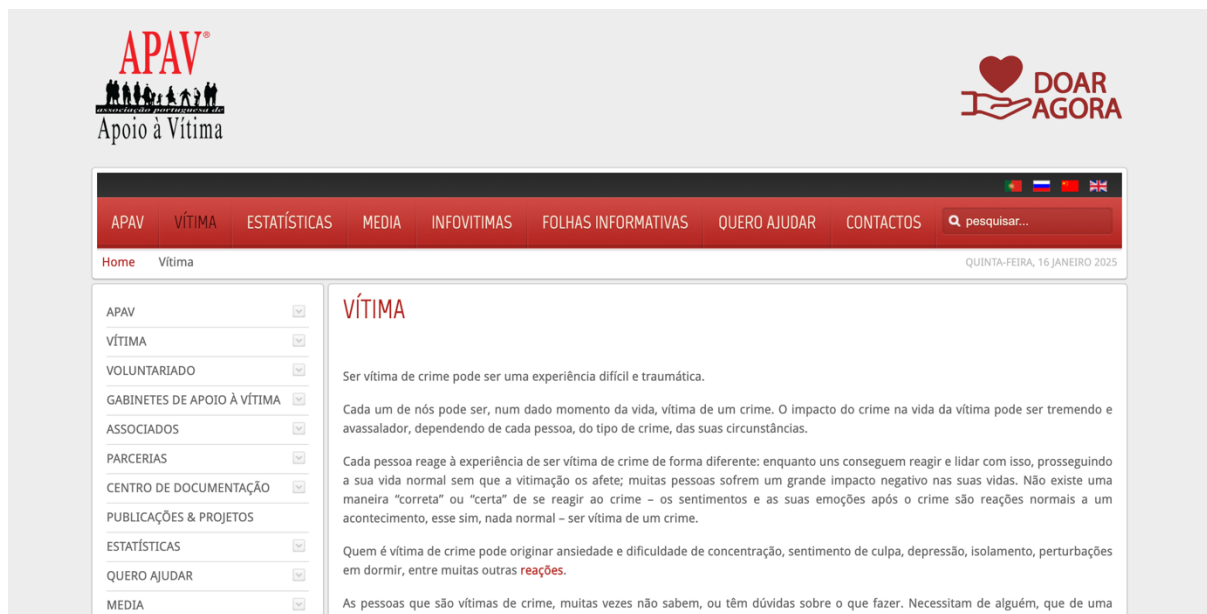 APAV®
associação portuguesa de
Apoio à Vítima
DOAR
AGORA
APAV VÍTIMA ESTATÍSTICAS MEDIA INFOVITIMAS FOLHAS INFORMATIVAS QUERO AJUDAR CONTACTOS pesquisar...
Home Vítima QUINTA-FEIRA, 16 JANEIRO 2025
APAV
VÍTIMA
VOLUNTARIADO
GABINETES DE APOIO À VÍTIMA
ASSOCIADOS
PARCERIAS
CENTRO DE DOCUMENTAÇÃO
PUBLICAÇÕES & PROJETOS
ESTATÍSTICAS
QUERO AJUDAR
MEDIA
VÍTIMA
Ser vítima de crime pode ser uma experiência difícil e traumática.
Cada um de nós pode ser, num dado momento da vida, vítima de um crime. O impacto do crime na vida da vítima pode ser tremendo e
avassalador, dependendo de cada pessoa, do tipo de crime, das suas circunstâncias.
Cada pessoa reage à experiência de ser vítima de crime de forma diferente: enquanto uns conseguem reagir e lidar com isso, prosseguindo
a sua vida normal sem que a vitimação os afete; muitas pessoas sofrem um grande impacto negativo nas suas vidas. Não existe uma
maneira “correta” ou “certa” de se reagir ao crime – os sentimentos e as suas emoções após o crime são reações normais a um
acontecimento, esse sim, nada normal – ser vítima de um crime.
Quem é vítima de crime pode originar ansiedade e dificuldade de concentração, sentimento de culpa, depressão, isolamento, perturbações
em dormir, entre muitas outras reações.
As pessoas que são vítimas de crime, muitas vezes não sabem, ou têm dúvidas sobre o que fazer. Necessitam de alguém, que de uma